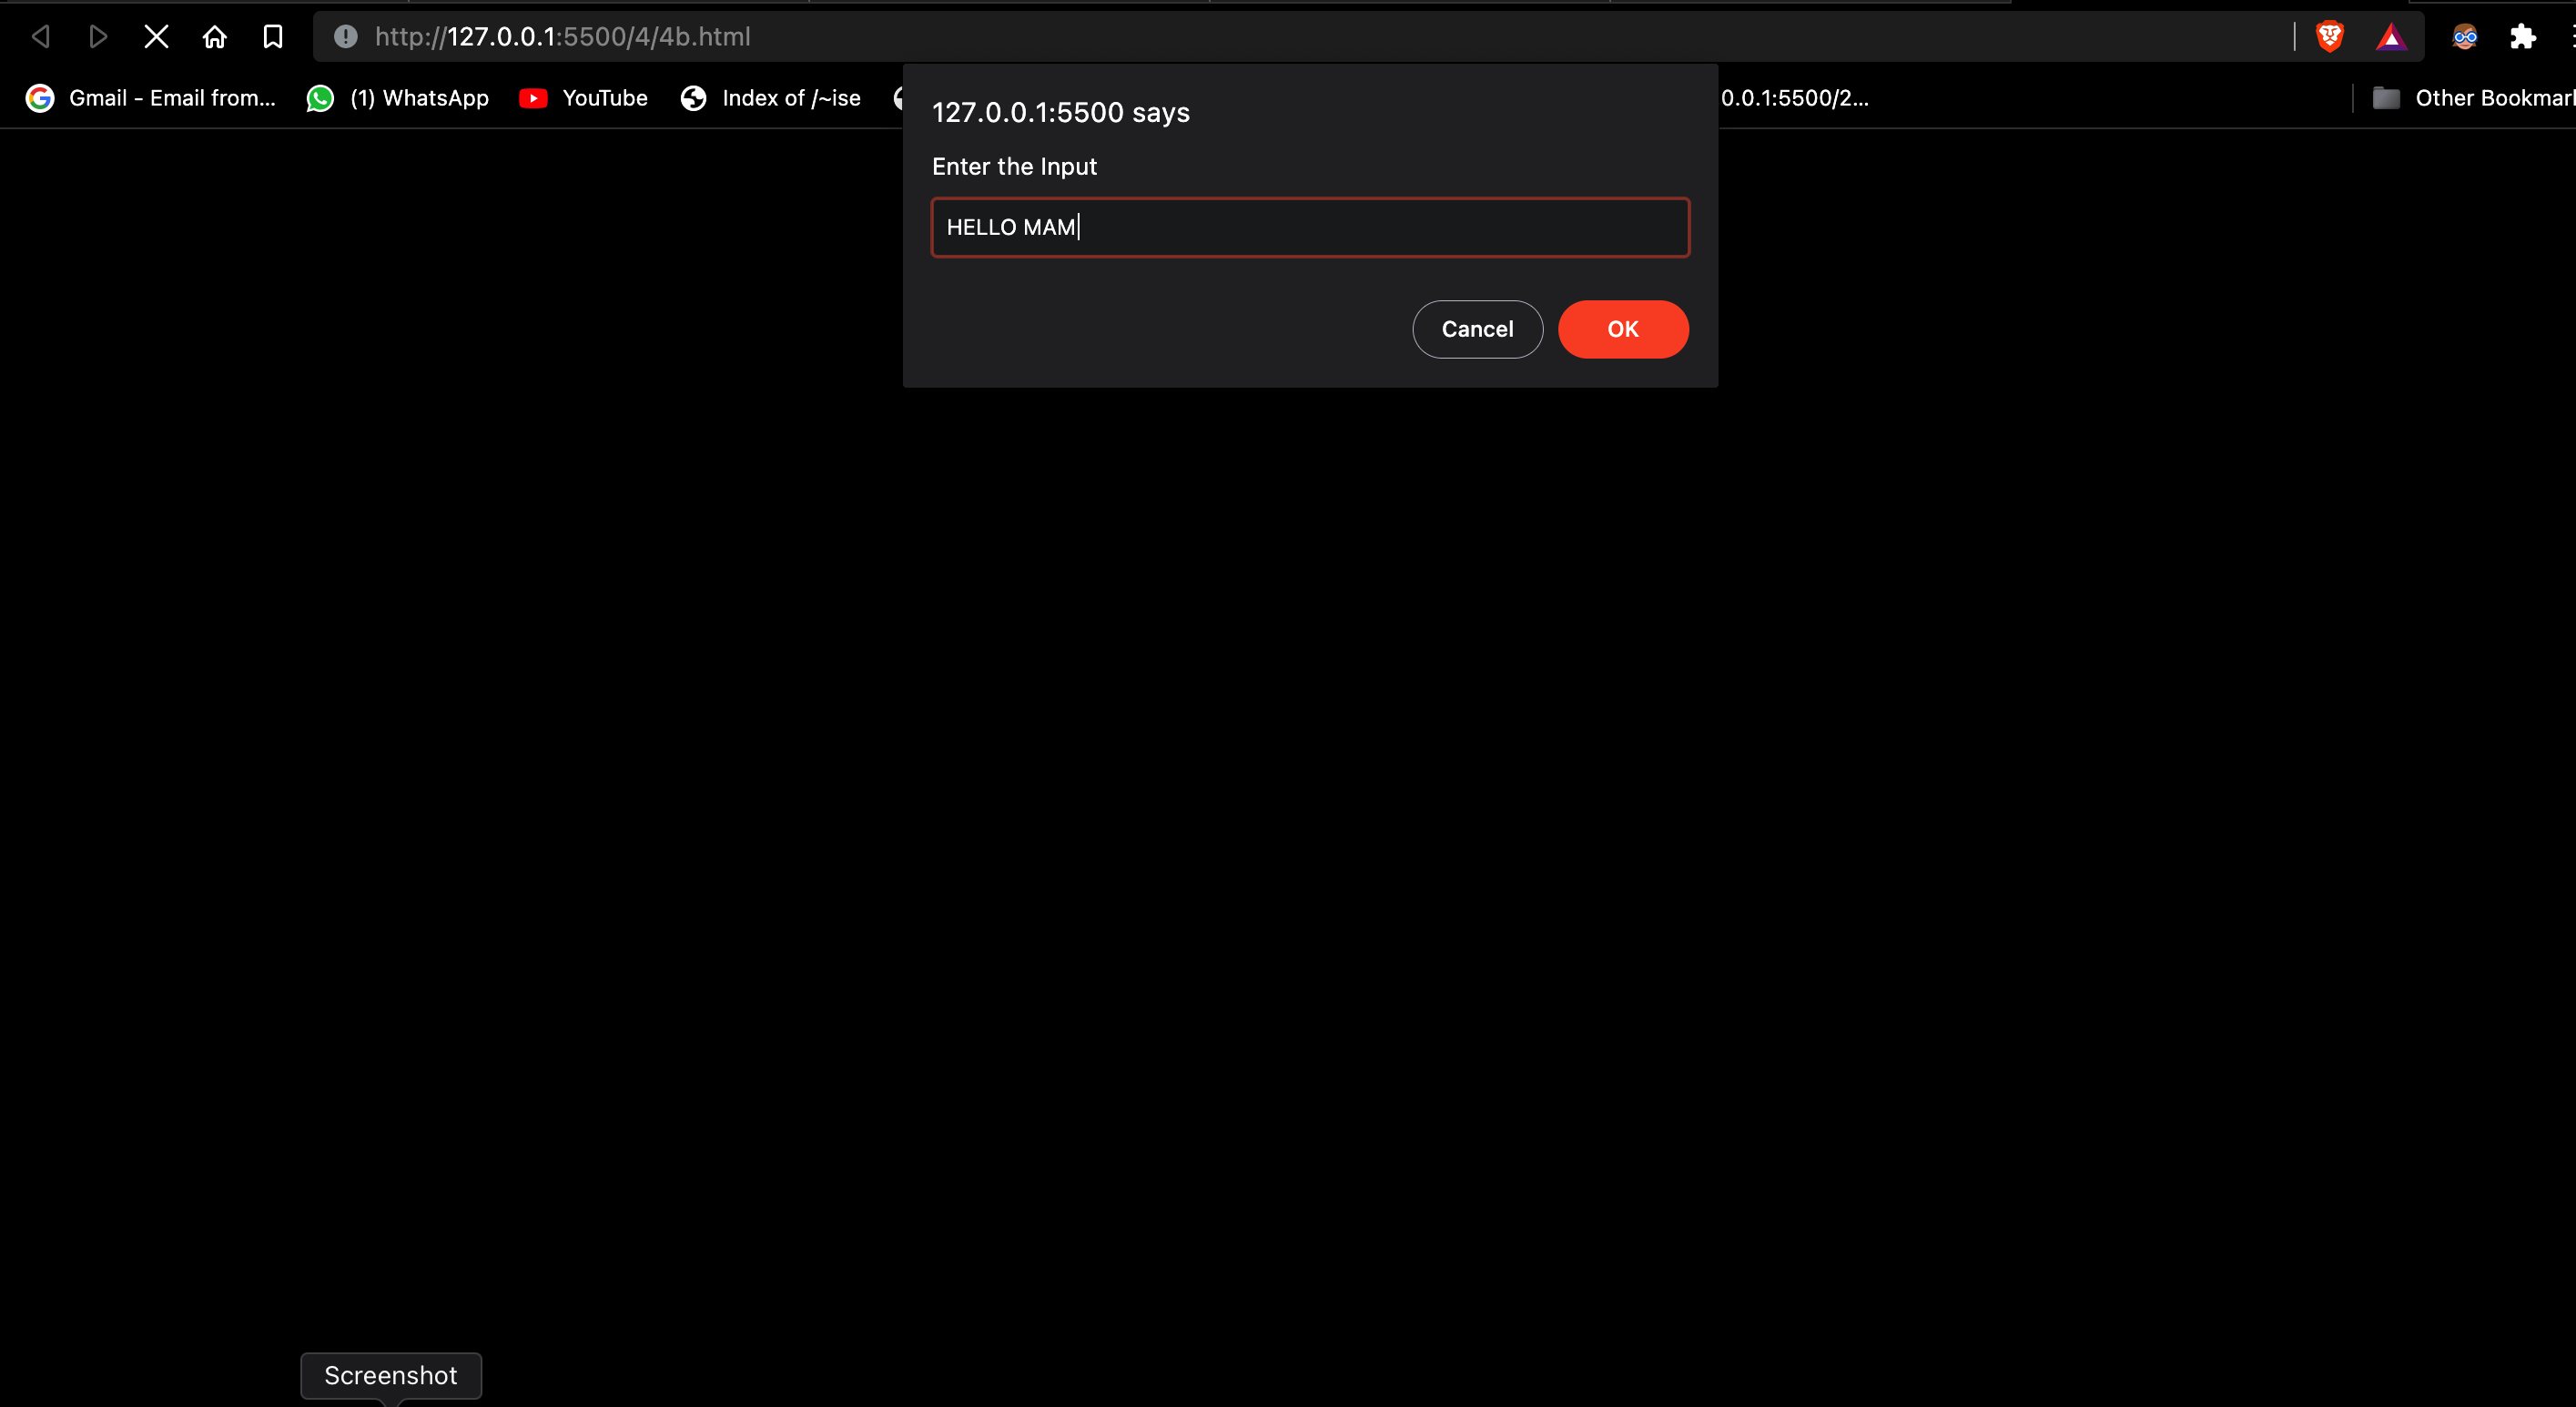 http://127.0.0.1:5500/4/4b.html
Gmail - Email from... (1) WhatsApp YouTube Index of /~ise 0.0.1:5500/2... Other Bookmar
127.0.0.1:5500 says
Enter the Input
HELLO MAM
Cancel OK
Screenshot